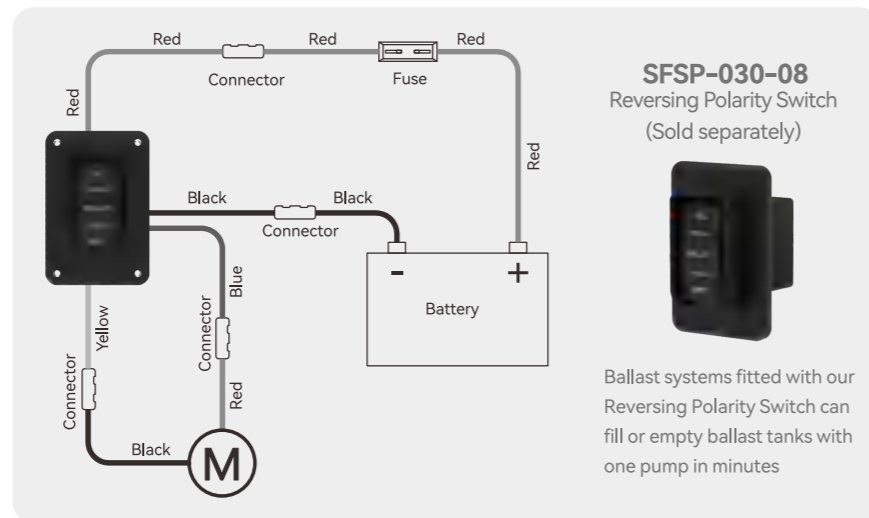 Red
Red
Red
Connector
Fuse
Red
Red
Black
Black
Connector
-
+
Battery
Blue
Yellow
Connector
Connector
Red
Black
M
SFSP-030-08
Reversing Polarity Switch
(Sold separately)
Ballast systems fitted with our
Reversing Polarity Switch can
fill or empty ballast tanks with
one pump in minutes